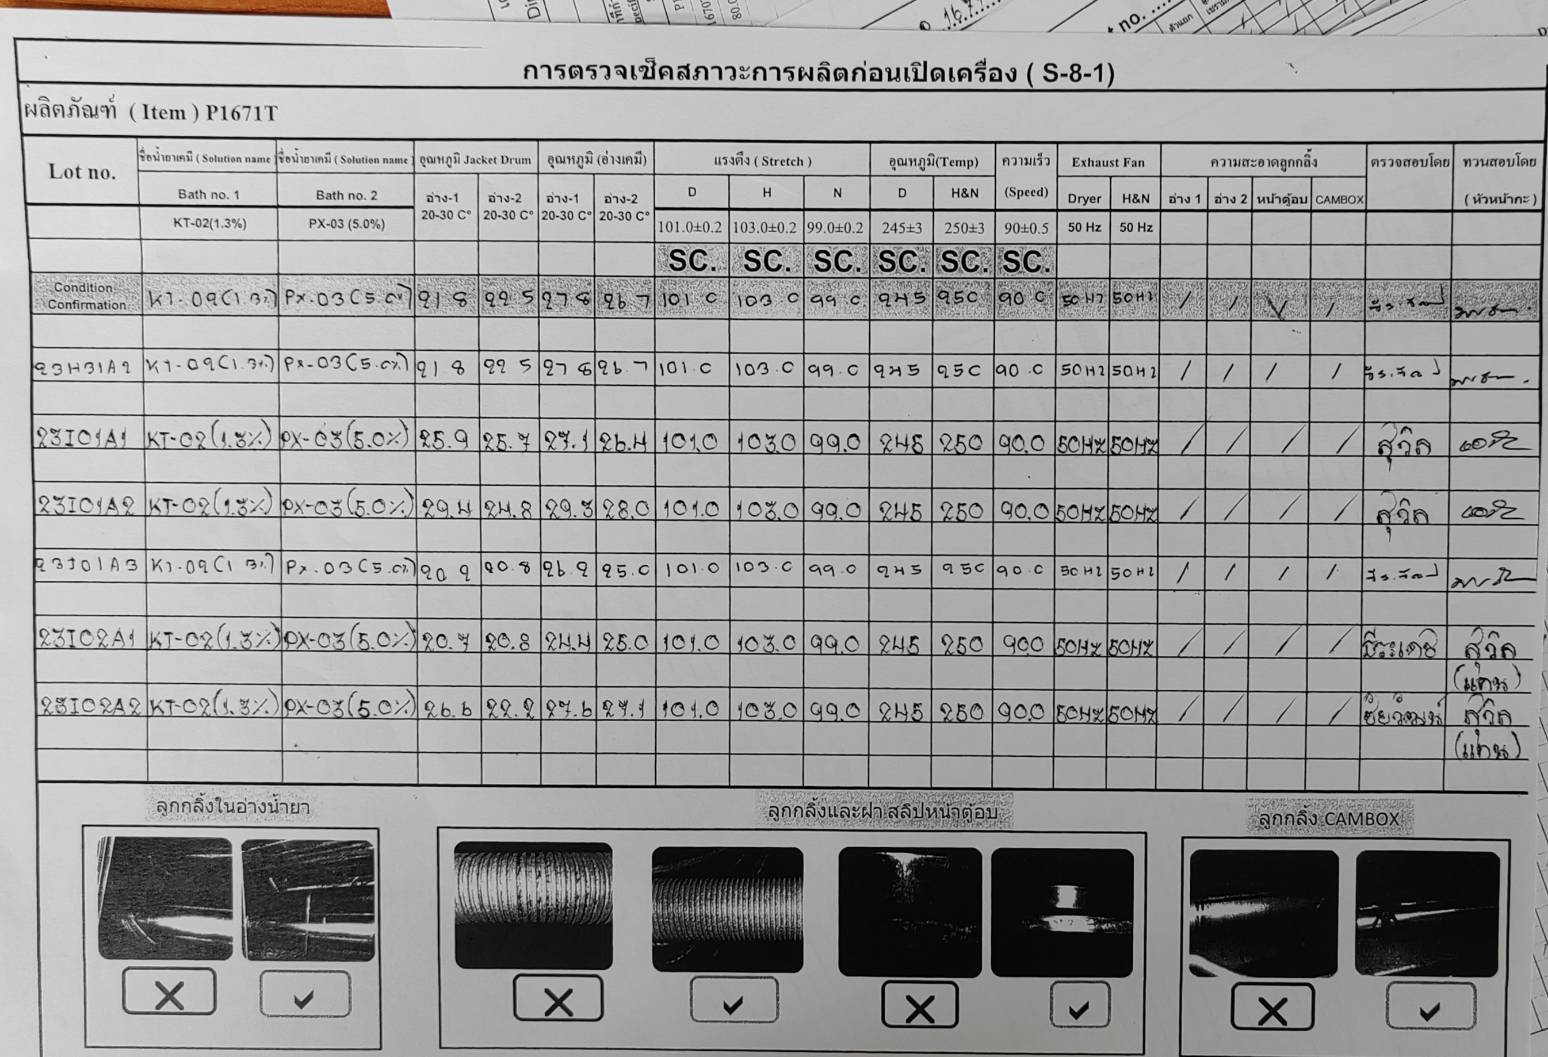 การตรวจเช็คสภาวะการผลิตก่อนเปิดเครื่อง ( S-8-1)
ผลิตภัณฑ์ ( Item ) P1671T
Lot no. ชื่อน้ำยาเคมี ( Solution name ) ชื่อน้ำยาเคมี ( Solution name ) อุณหภูมิ Jacket Drum อุณหภูมิ (อ่างเคมี) แรงดึง ( Stretch ) อุณหภูมิ(Temp) ความเร็ว Exhaust Fan ความสะอาดลูกกลิ้ง ตรวจสอบโดย ทวนสอบโดย
Bath no. 1 Bath no. 2 อ่าง-1 อ่าง-2 อ่าง-1 อ่าง-2 D H N D H&N (Speed) Dryer H&N อ่าง 1 อ่าง 2 หน้าตู้อบ CAMBOX ( หัวหน้ากะ )
20-30 C° 20-30 C° 20-30 C° 20-30 C°
KT-02(1.3%) PX-03 (5.0%) 101.0±0.2 103.0±0.2 99.0±0.2 245±3 250±3 90±0.5 50 Hz 50 Hz
SC. SC. SC. SC. SC. SC.
Condition Confirmation KT-02(1.3%) PX-03(5.0%) 21.8 22.5 27.8 26.7 101.0 103.0 99.0 245 250 90.0 50HZ 50HZ / / V /
23H31A2 KT-02(1.3%) PX-03(5.0%) 21.8 22.5 27.8 26.7 101.0 103.0 99.0 245 250 90.0 50HZ 50HZ / / / /
23I01A1 KT-02(1.3%) PX-03(5.0%) 25.9 25.7 27.1 26.4 101.0 103.0 99.0 245 250 90.0 50HZ 50HZ / / / / สุวิถ
23I01A2 KT-02(1.3%) PX-03(5.0%) 29.4 24.8 29.3 28.0 101.0 103.0 99.0 245 250 90.0 50HZ 50HZ / / / / สุวิถ
23I01A3 KT-02(1.3%) PX-03(5.0%) 20.2 20.8 26.2 25.0 101.0 103.0 99.0 245 250 90.0 50HZ 50HZ / / / /
23I02A1 KT-02(1.3%) PX-03(5.0%) 20.7 20.8 24.4 25.0 101.0 103.0 99.0 245 250 90.0 50HZ 50HZ / / / / ธีระเดช สุวิถ
(แทน)
23I02A2 KT-02(1.3%) PX-03(5.0%) 26.6 22.2 27.6 27.1 101.0 103.0 99.0 245 250 90.0 50HZ 50HZ / / / / ชัยวัฒน์ สุวิถ
(แทน)
ลูกกลิ้งในอ่างน้ำยา ลูกกลิ้งและฝาสลิปหน้าตู้อบ ลูกกลิ้ง CAMBOX